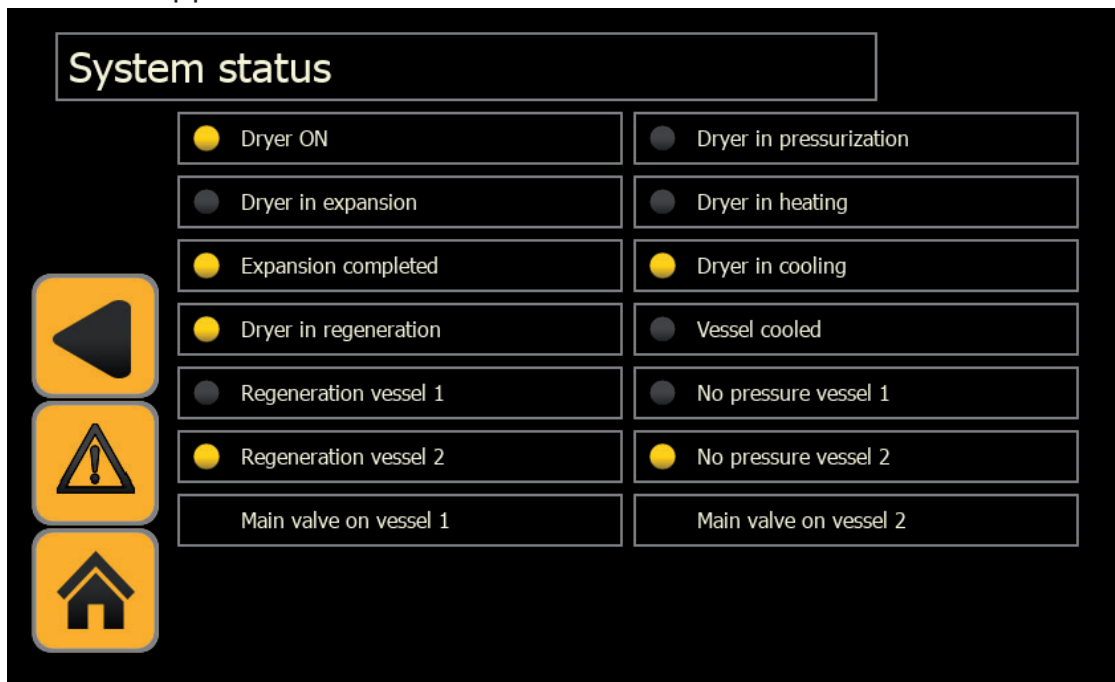 System status
Dryer ON
Dryer in pressurization
Dryer in expansion
Dryer in heating
Expansion completed
Dryer in cooling
Dryer in regeneration
Vessel cooled
Regeneration vessel 1
No pressure vessel 1
Regeneration vessel 2
No pressure vessel 2
Main valve on vessel 1
Main valve on vessel 2